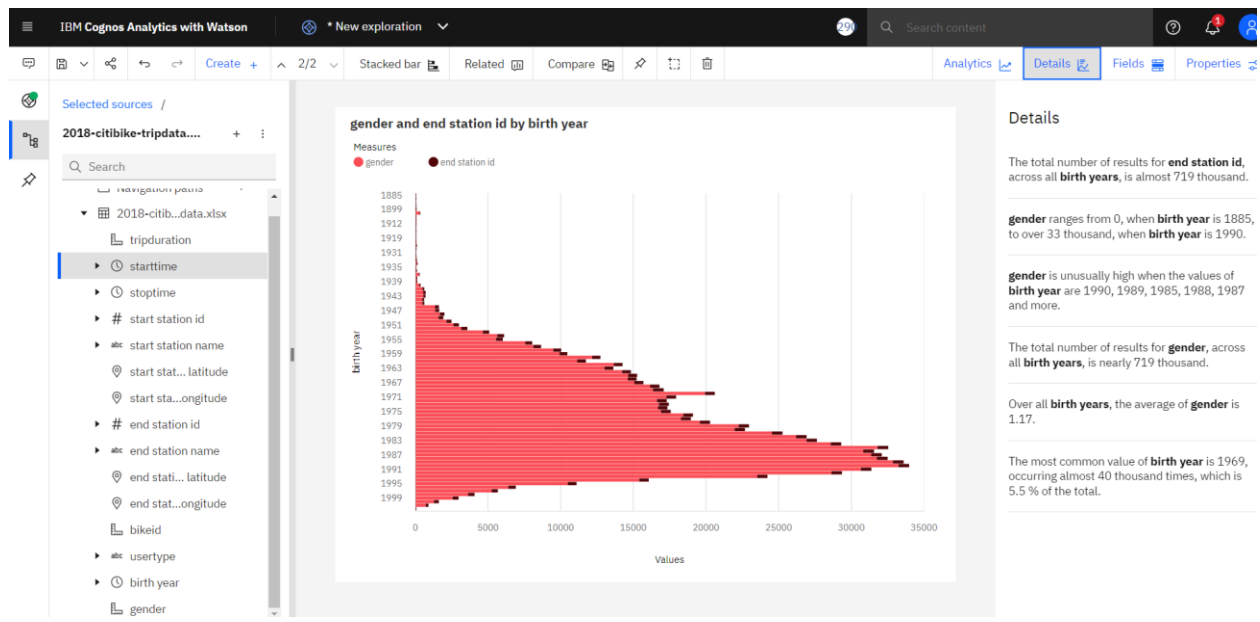 IBM Cognos Analytics with Watson
* New exploration
290
Search content
1
Create +
2/2
Stacked bar
Related
Compare
Analytics
Details
Fields
Properties
Selected sources /
2018-citibike-tripdata....
+
Search
Navigation paths
2018-citib...data.xlsx
tripduration
starttime
stoptime
# start station id
abc start station name
start stat... latitude
start sta...ongitude
# end station id
abc end station name
end stati... latitude
end stat...ongitude
bikeid
abc usertype
birth year
gender
gender and end station id by birth year
Measures
gender
end station id
birth year
1885
1899
1912
1919
1931
1935
1939
1943
1947
1951
1955
1959
1963
1967
1971
1975
1979
1983
1987
1991
1995
1999
0 5000 10000 15000 20000 25000 30000 35000
Values
Details
The total number of results for end station id,
across all birth years, is almost 719 thousand.
gender ranges from 0, when birth year is 1885,
to over 33 thousand, when birth year is 1990.
gender is unusually high when the values of
birth year are 1990, 1989, 1985, 1988, 1987
and more.
The total number of results for gender, across
all birth years, is nearly 719 thousand.
Over all birth years, the average of gender is
1.17.
The most common value of birth year is 1969,
occurring almost 40 thousand times, which is
5.5 % of the total.